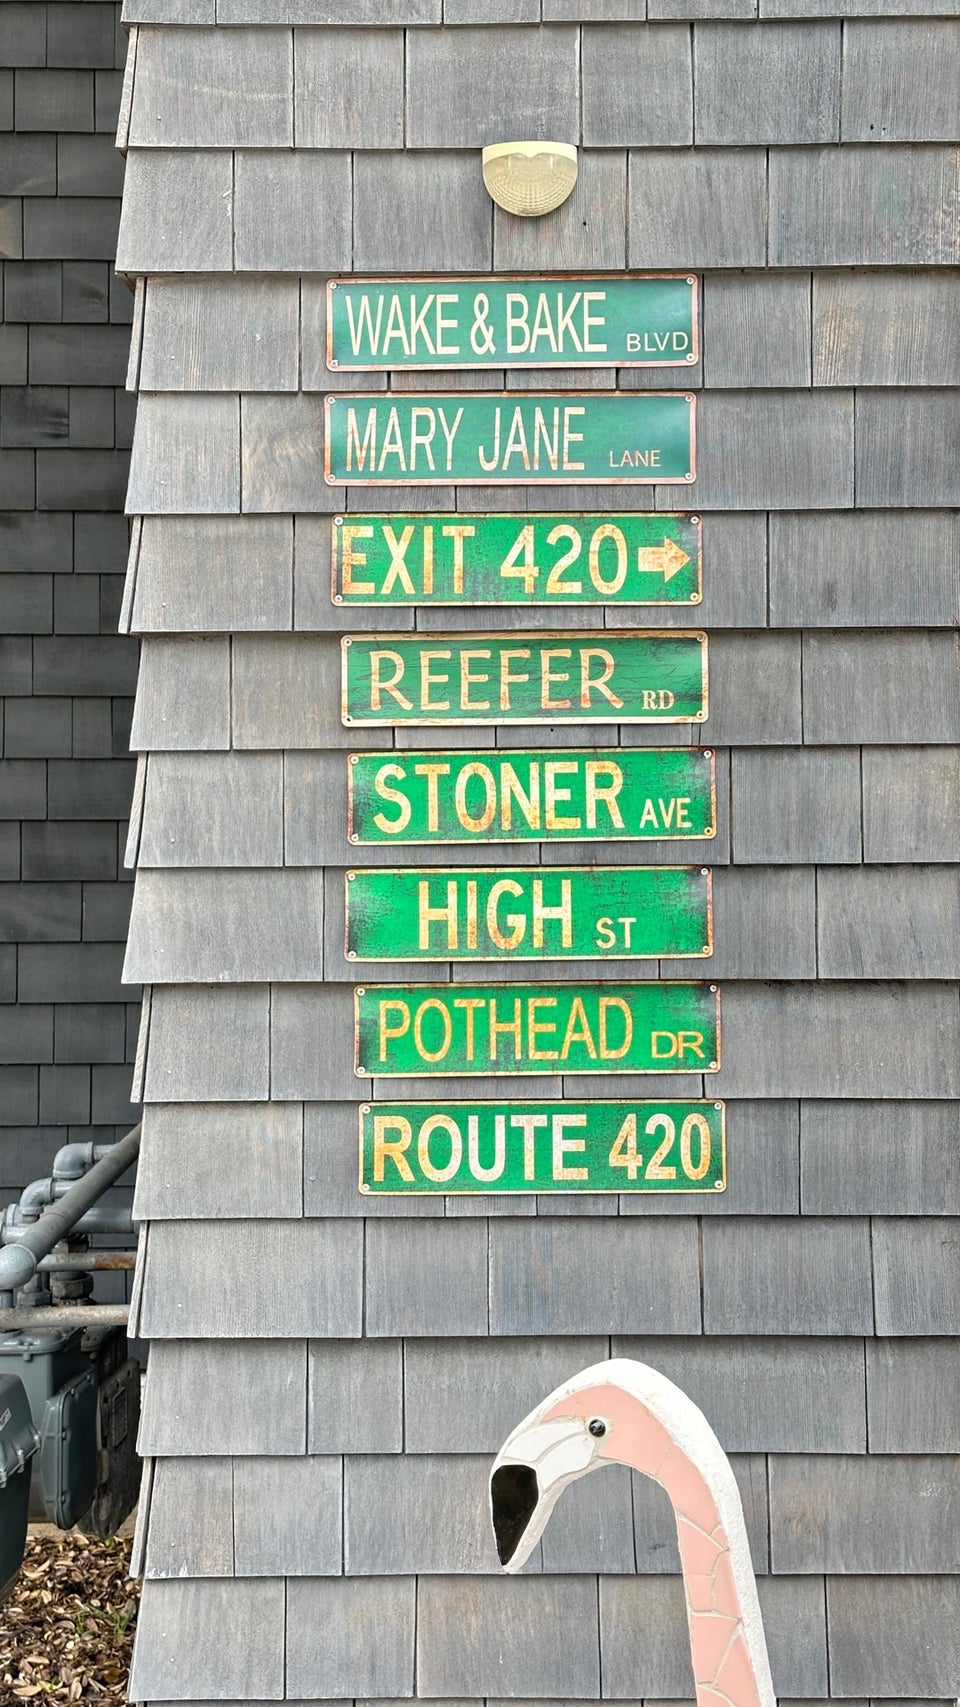 WAKE & BAKE BLVD
MARY JANE LANE
EXIT 420
REEFER RD
STONER AVE
HIGH ST
POTHEAD DR
ROUTE 420